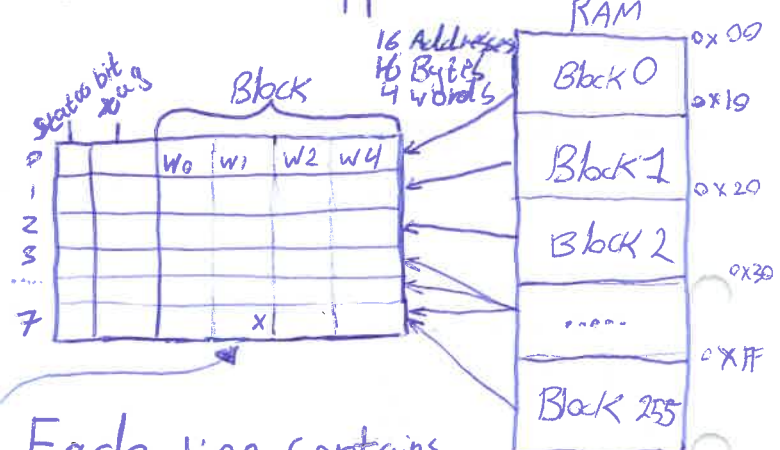 RAM
16 Addresses
16 Bytes
4 words
Block
Status bit
W0 W1 W2 W4
0
1
2
3
.....
7
x
Block 0
Block 1
Block 2
.....
Block 255
0x00
0x10
0x20
0x30
0xFF
Each line contains